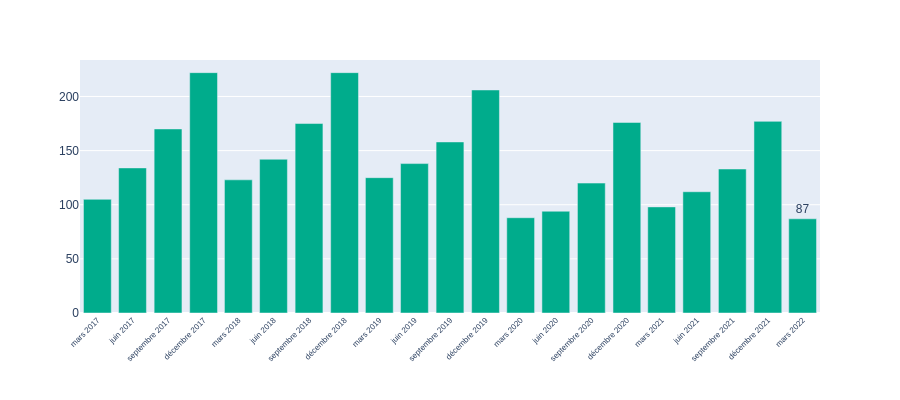 200
150
100
50
0
87
mars 2017
juin 2017
septembre 2017
décembre 2017
mars 2018
juin 2018
septembre 2018
décembre 2018
mars 2019
juin 2019
septembre 2019
décembre 2019
mars 2020
juin 2020
septembre 2020
décembre 2020
mars 2021
juin 2021
septembre 2021
décembre 2021
mars 2022